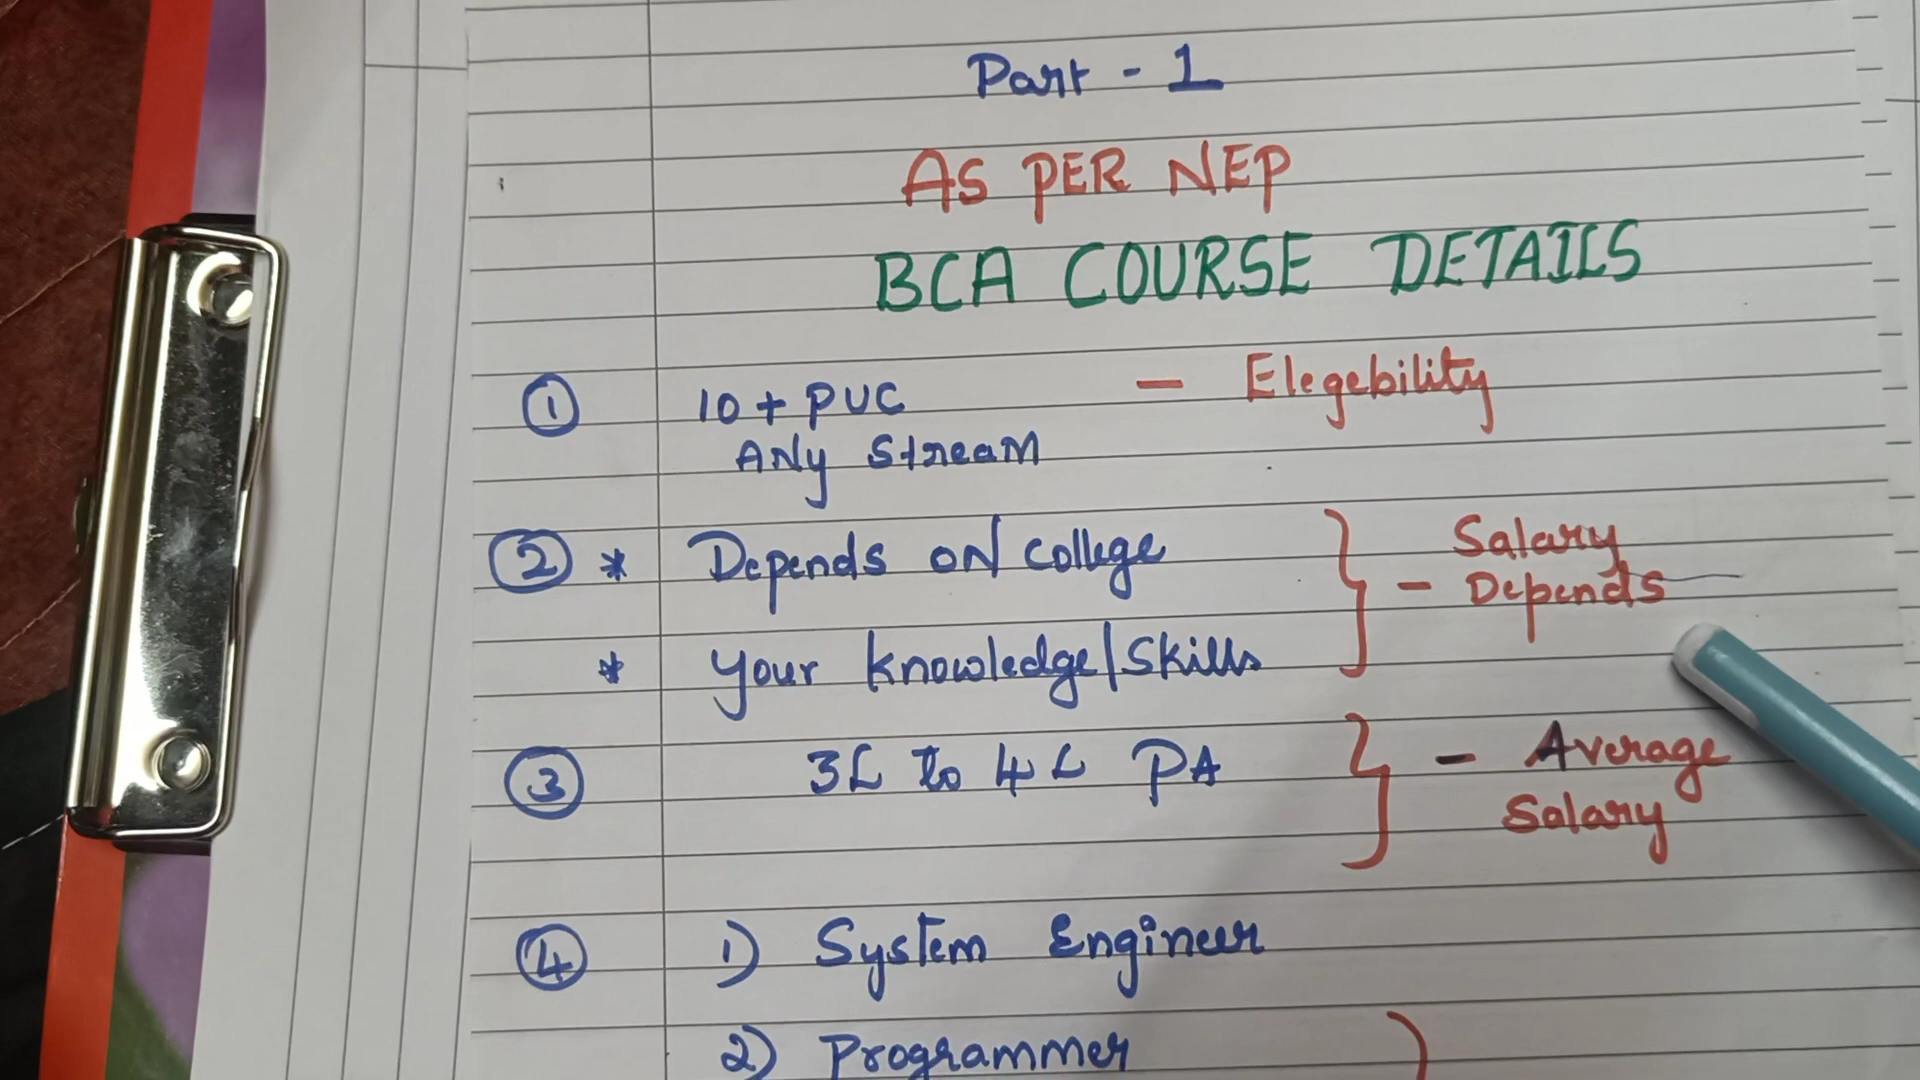 Part - 1
AS PER NEP
BCA COURSE DETAILS
① 10 + PUC - Elegebility
ANy StreaM
② * Depends ON college - Salary Depends
* your knowledge/Skills
③ 3L to 4L PA - Average Salary
④ 1) System Engineer
2) Programmer